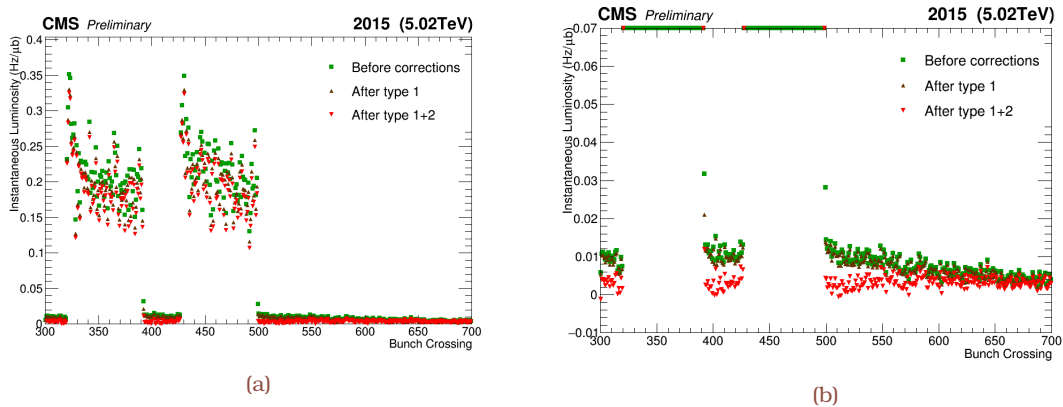 CMS Preliminary 2015 (5.02TeV)
Instantaneous Luminosity (Hz/μb)
0.4
0.35
0.3
0.25
0.2
0.15
0.1
0.05
0
Before corrections
After type 1
After type 1+2
300 350 400 450 500 550 600 650 700
Bunch Crossing
(a)
CMS Preliminary 2015 (5.02TeV)
Instantaneous Luminosity (Hz/μb)
0.07
0.06
0.05
0.04
0.03
0.02
0.01
0
−0.01
Before corrections
After type 1
After type 1+2
300 350 400 450 500 550 600 650 700
Bunch Crossing
(b)